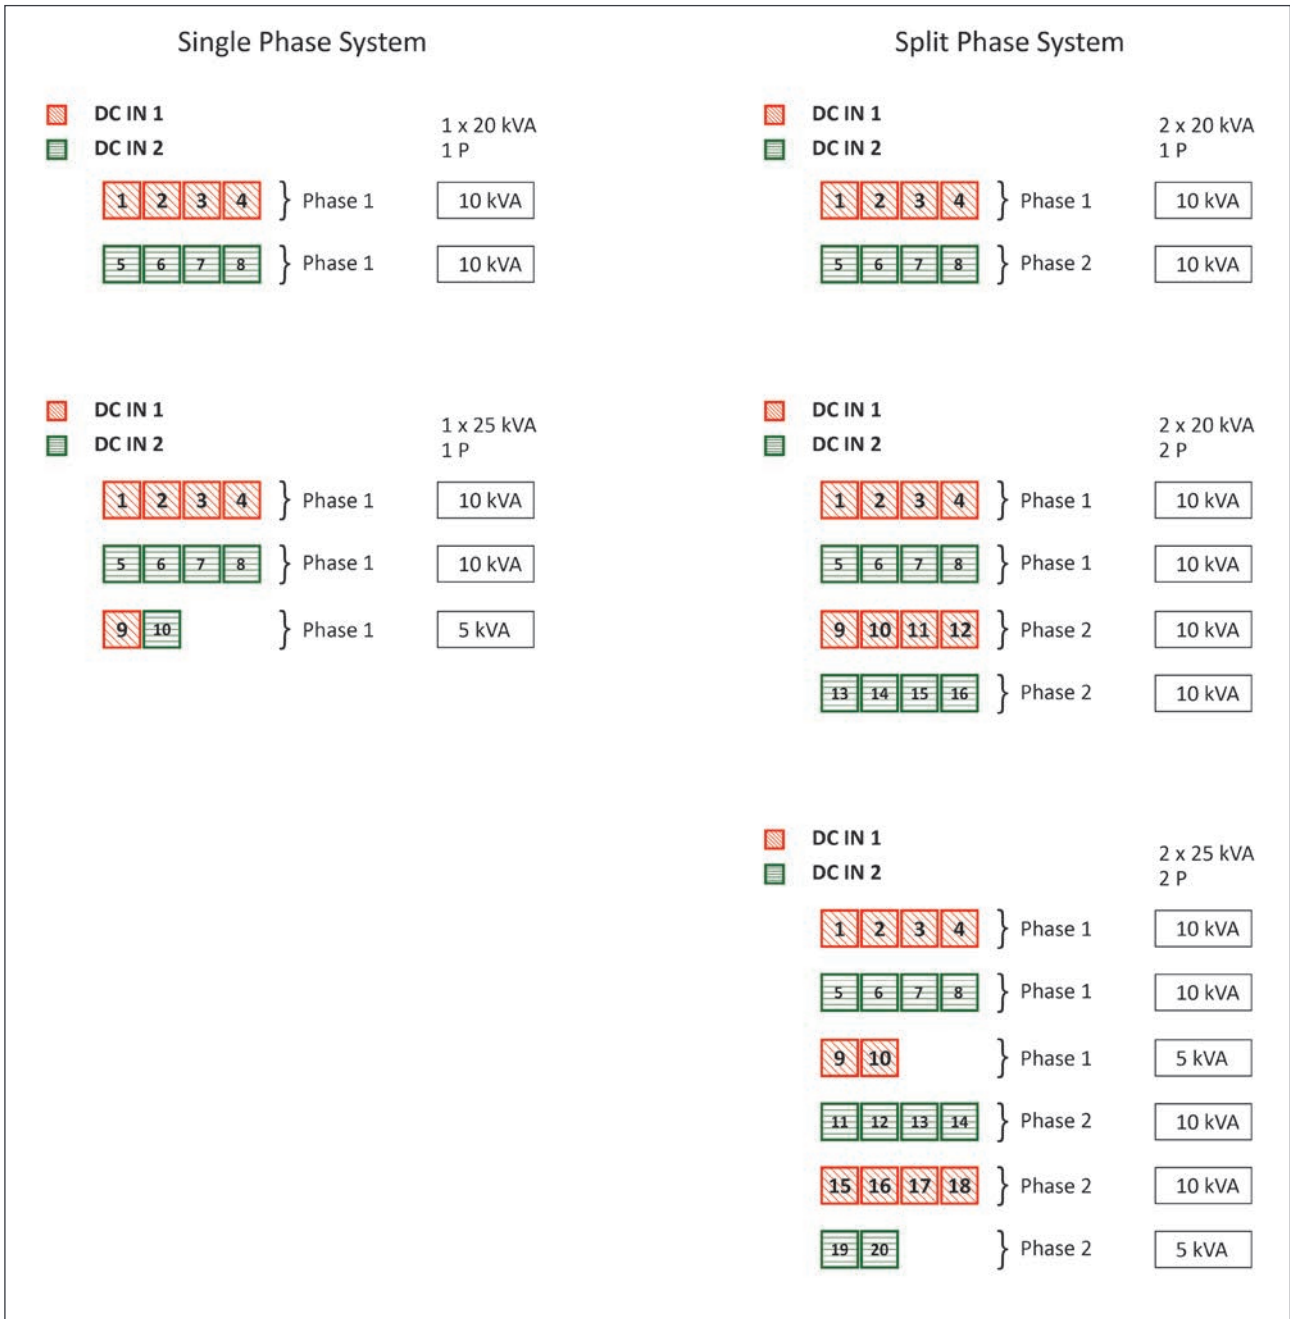 Single Phase System
DC IN 1
DC IN 2
1 x 20 kVA
1 P
1 2 3 4 } Phase 1 10 kVA
5 6 7 8 } Phase 1 10 kVA
DC IN 1
DC IN 2
1 x 25 kVA
1 P
1 2 3 4 } Phase 1 10 kVA
5 6 7 8 } Phase 1 10 kVA
9 10 } Phase 1 5 kVA
Split Phase System
DC IN 1
DC IN 2
2 x 20 kVA
1 P
1 2 3 4 } Phase 1 10 kVA
5 6 7 8 } Phase 2 10 kVA
DC IN 1
DC IN 2
2 x 20 kVA
2 P
1 2 3 4 } Phase 1 10 kVA
5 6 7 8 } Phase 1 10 kVA
9 10 11 12 } Phase 2 10 kVA
13 14 15 16 } Phase 2 10 kVA
DC IN 1
DC IN 2
2 x 25 kVA
2 P
1 2 3 4 } Phase 1 10 kVA
5 6 7 8 } Phase 1 10 kVA
9 10 } Phase 1 5 kVA
11 12 13 14 } Phase 2 10 kVA
15 16 17 18 } Phase 2 10 kVA
19 20 } Phase 2 5 kVA